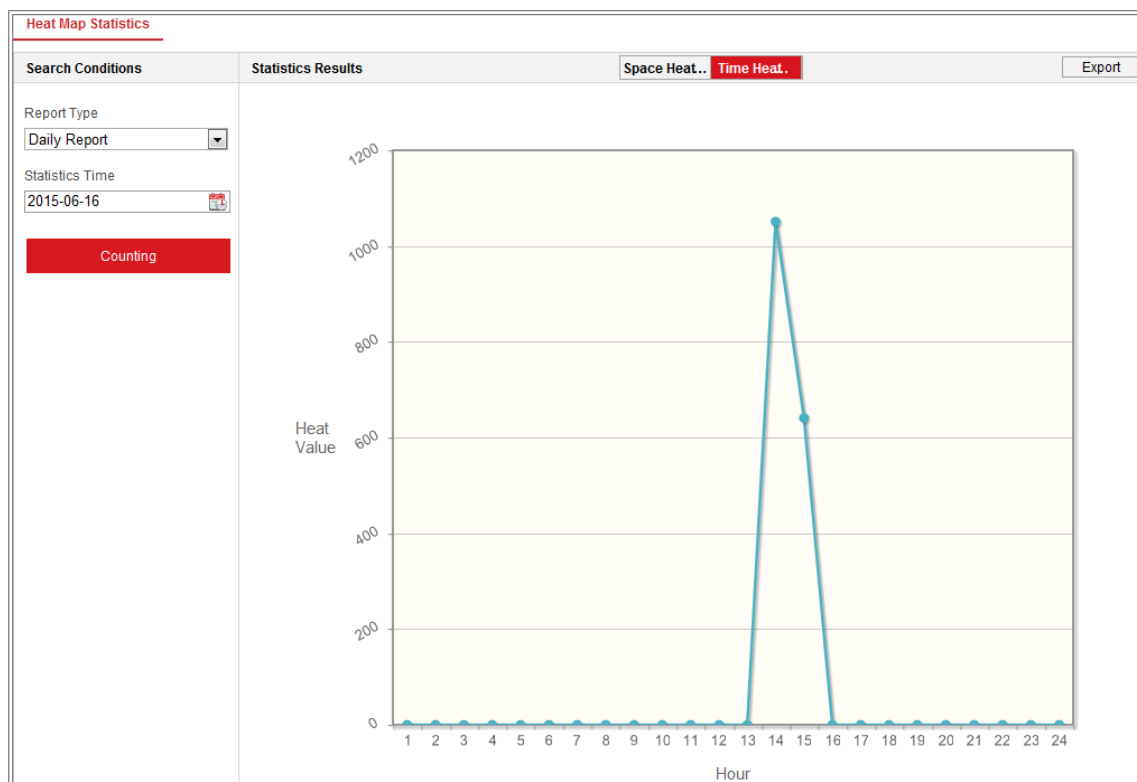 Heat Map Statistics
Search Conditions
Statistics Results
Space Heat...
Time Heat..
Export
Report Type
Daily Report
Statistics Time
2015-06-16
Counting
1200
1000
800
Heat
Value
600
400
200
0
1 2 3 4 5 6 7 8 9 10 11 12 13 14 15 16 17 18 19 20 21 22 23 24
Hour